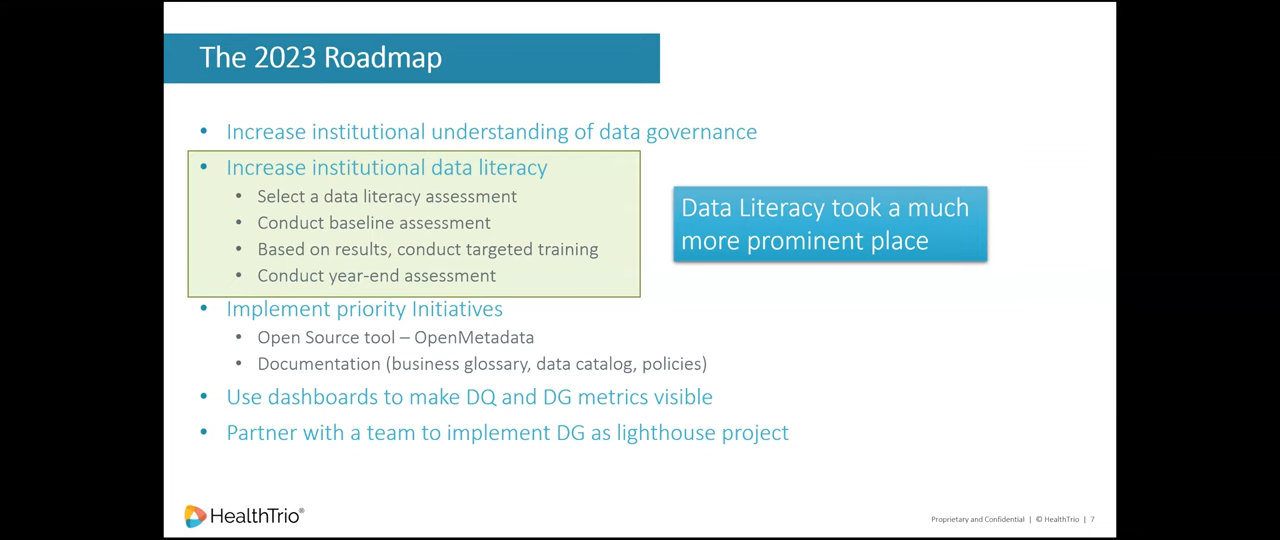 The 2023 Roadmap
• Increase institutional understanding of data governance
• Increase institutional data literacy
• Select a data literacy assessment
• Conduct baseline assessment
• Based on results, conduct targeted training
• Conduct year-end assessment
Data Literacy took a much
more prominent place
• Implement priority Initiatives
• Open Source tool – OpenMetadata
• Documentation (business glossary, data catalog, policies)
• Use dashboards to make DQ and DG metrics visible
• Partner with a team to implement DG as lighthouse project
HealthTrio®
Proprietary and Confidential | © HealthTrio | 7